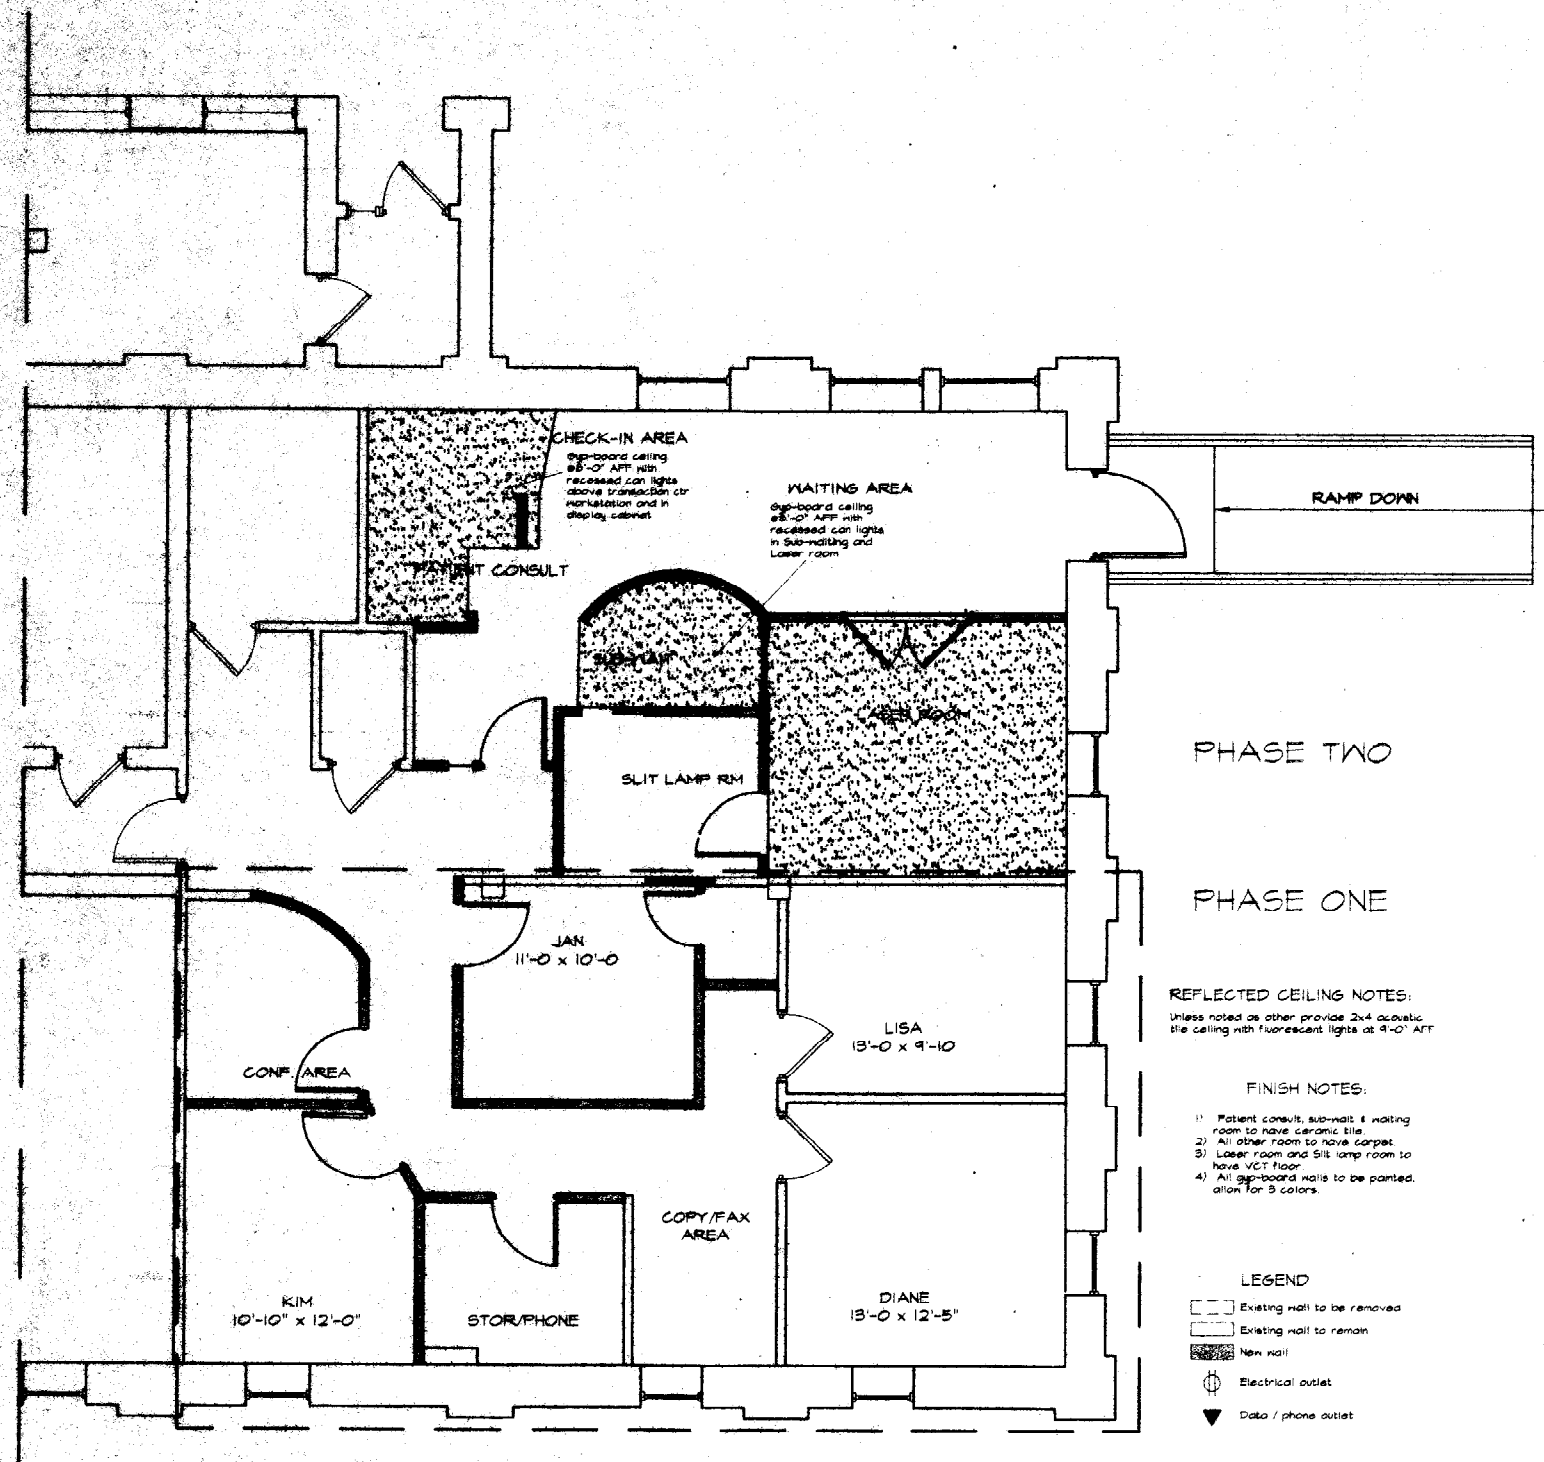 CHECK-IN AREA
Gyp-board ceiling
@8'-0" AFF with
recessed can lights
above transaction ctr
workstation and in
display cabinet
WAITING AREA
Gyp-board ceiling
@8'-0" AFF with
recessed can lights
in Sub-waiting and
Laser room
RAMP DOWN
PATIENT CONSULT
SUB-WAIT
LASER ROOM
SLIT LAMP RM
PHASE TWO
PHASE ONE
JAN
11'-0 x 10'-0
LISA
13'-0 x 9'-10
CONF. AREA
REFLECTED CEILING NOTES:
Unless noted as other provide 2x4 acoustic
tile ceiling with fluorescent lights at 9'-0" AFF
FINISH NOTES:
1) Patient consult, sub-wait & waiting
room to have ceramic tile.
2) All other room to have carpet.
3) Laser room and Slit lamp room to
have VCT floor.
4) All gyp-board walls to be painted,
allow for 3 colors.
COPY/FAX
AREA
KIM
10'-10" x 12'-0"
STOR/PHONE
DIANE
13'-0 x 12'-5"
LEGEND
Existing wall to be removed
Existing wall to remain
New wall
Electrical outlet
Data / phone outlet